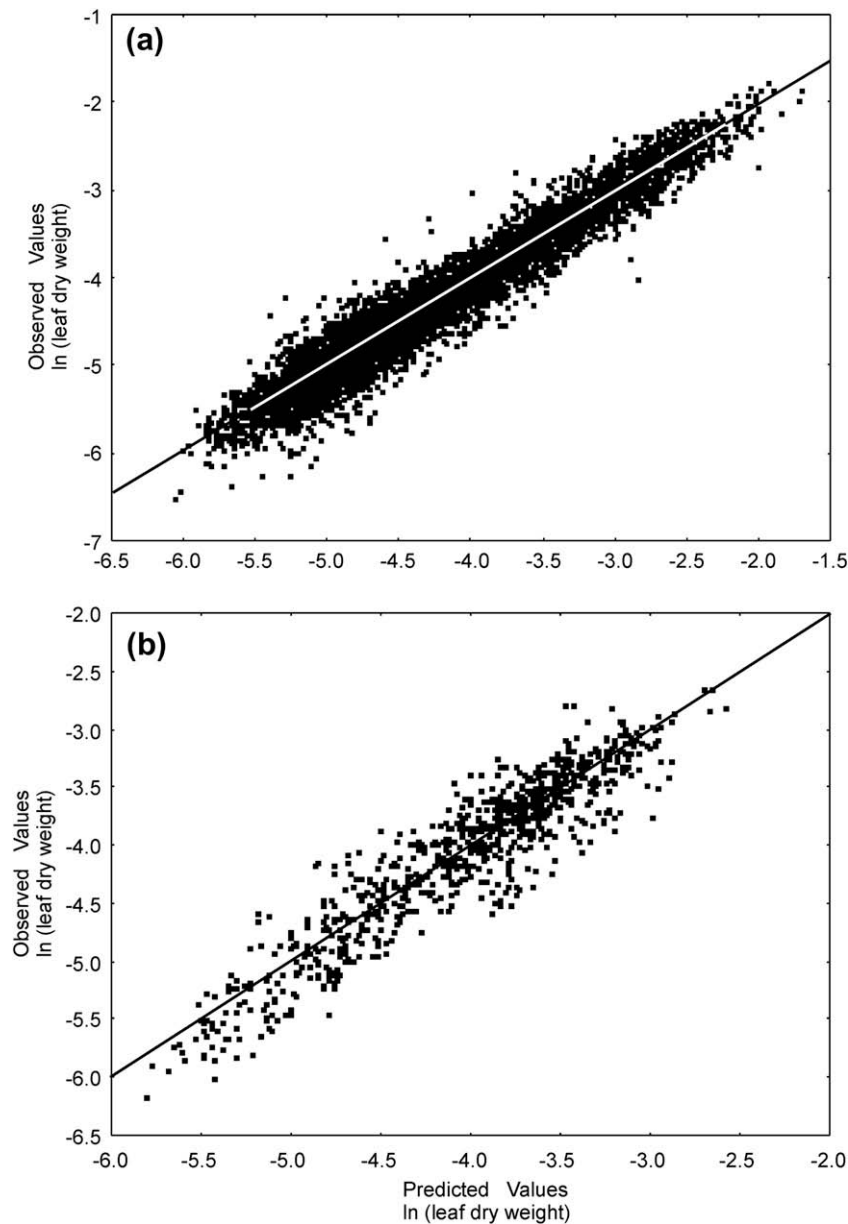 (a)
-1
-2
-3
-4
-5
-6
-7
Observed Values
ln (leaf dry weight)
-6.5 -6.0 -5.5 -5.0 -4.5 -4.0 -3.5 -3.0 -2.5 -2.0 -1.5
(b)
-2.0
-2.5
-3.0
-3.5
-4.0
-4.5
-5.0
-5.5
-6.0
-6.5
Observed Values
ln (leaf dry weight)
-6.0 -5.5 -5.0 -4.5 -4.0 -3.5 -3.0 -2.5 -2.0
Predicted Values
ln (leaf dry weight)